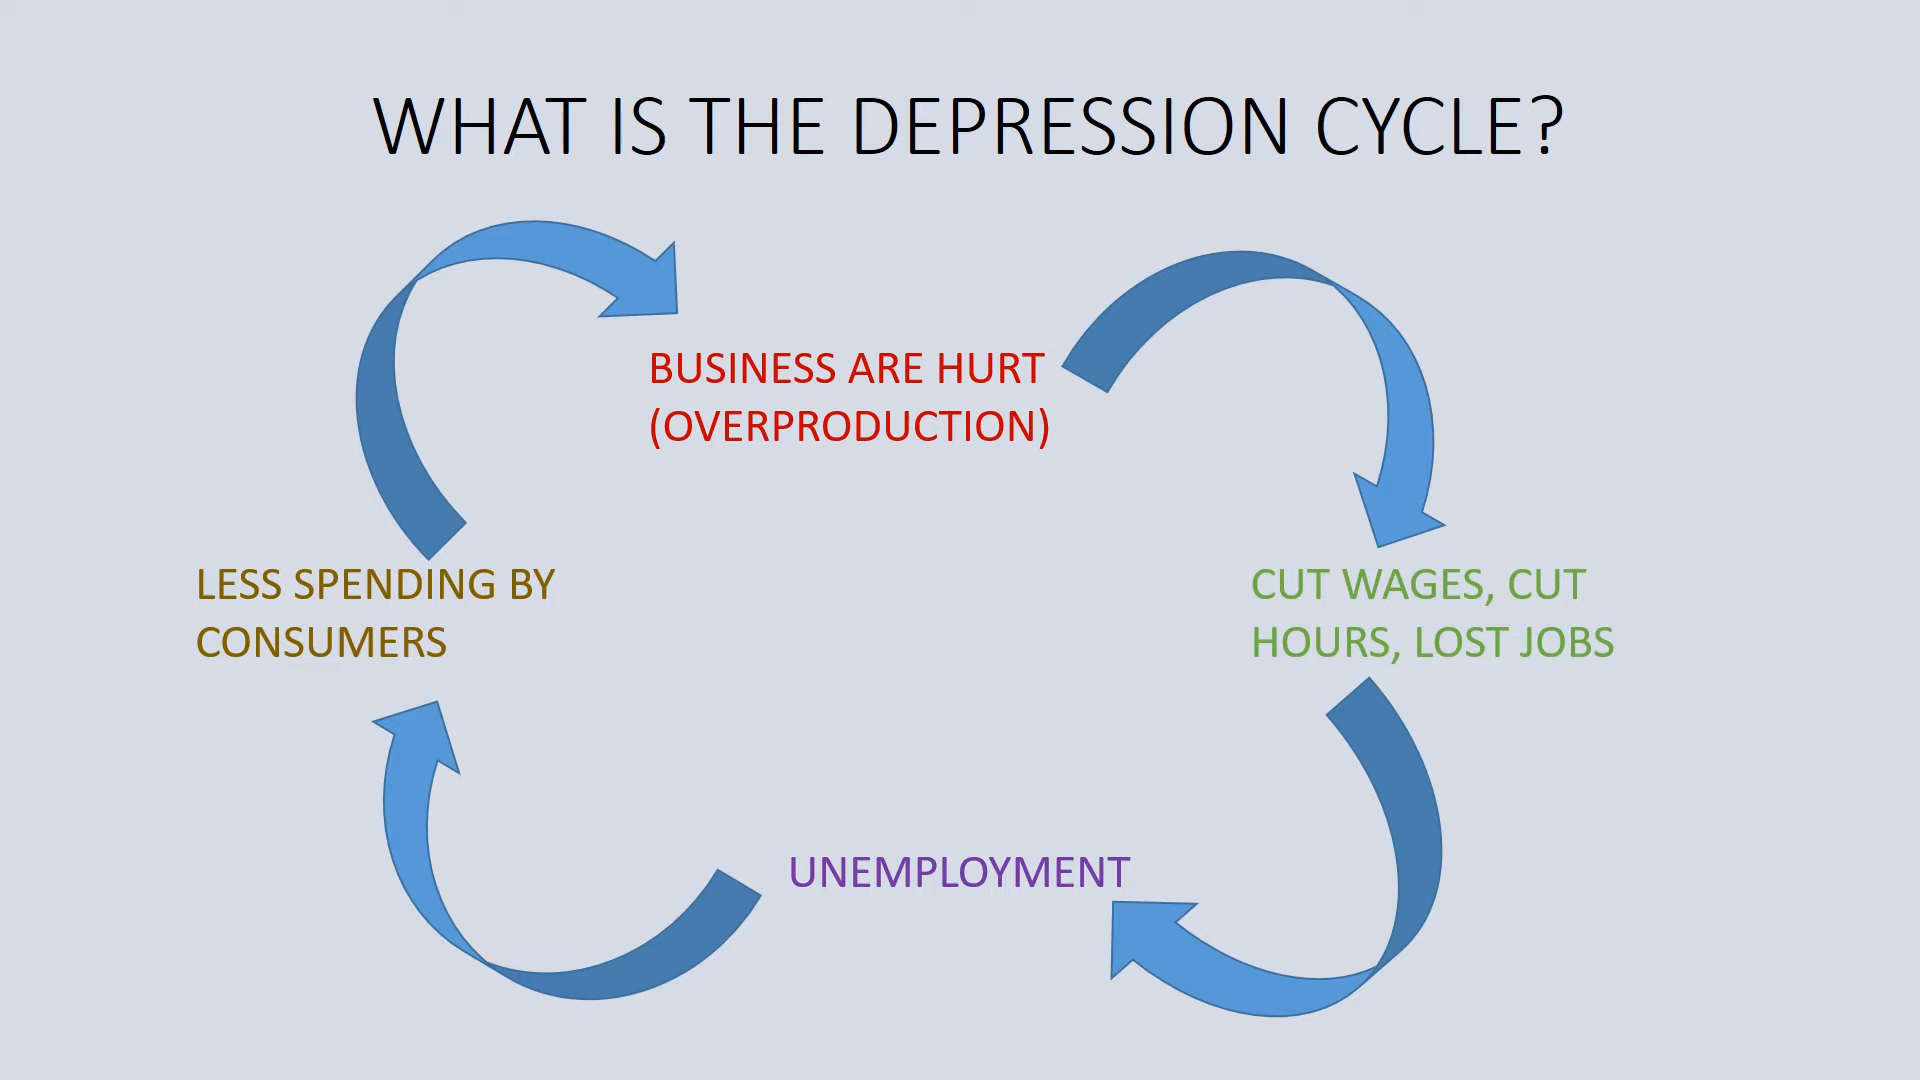 WHAT IS THE DEPRESSION CYCLE?
BUSINESS ARE HURT
(OVERPRODUCTION)
LESS SPENDING BY
CONSUMERS
CUT WAGES, CUT
HOURS, LOST JOBS
UNEMPLOYMENT